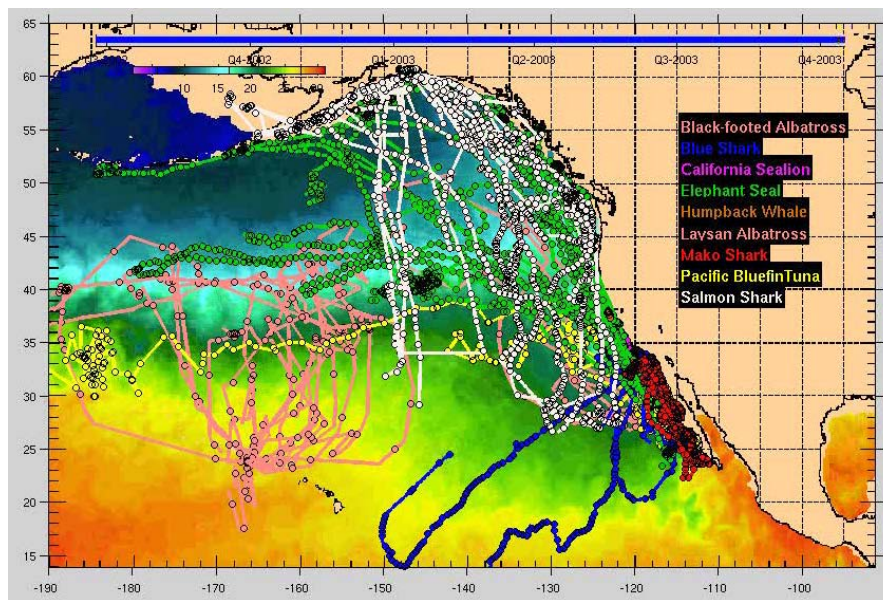 65
Q4-2002 Q1-2003 Q2-2003 Q3-2003 Q4-2003
10 15 20 25
60
55
50
45
40
35
30
25
20
15
Black-footed Albatross
Blue Shark
California Sealion
Elephant Seal
Humpback Whale
Laysan Albatross
Mako Shark
Pacific BluefinTuna
Salmon Shark
-190 -180 -170 -160 -150 -140 -130 -120 -110 -100